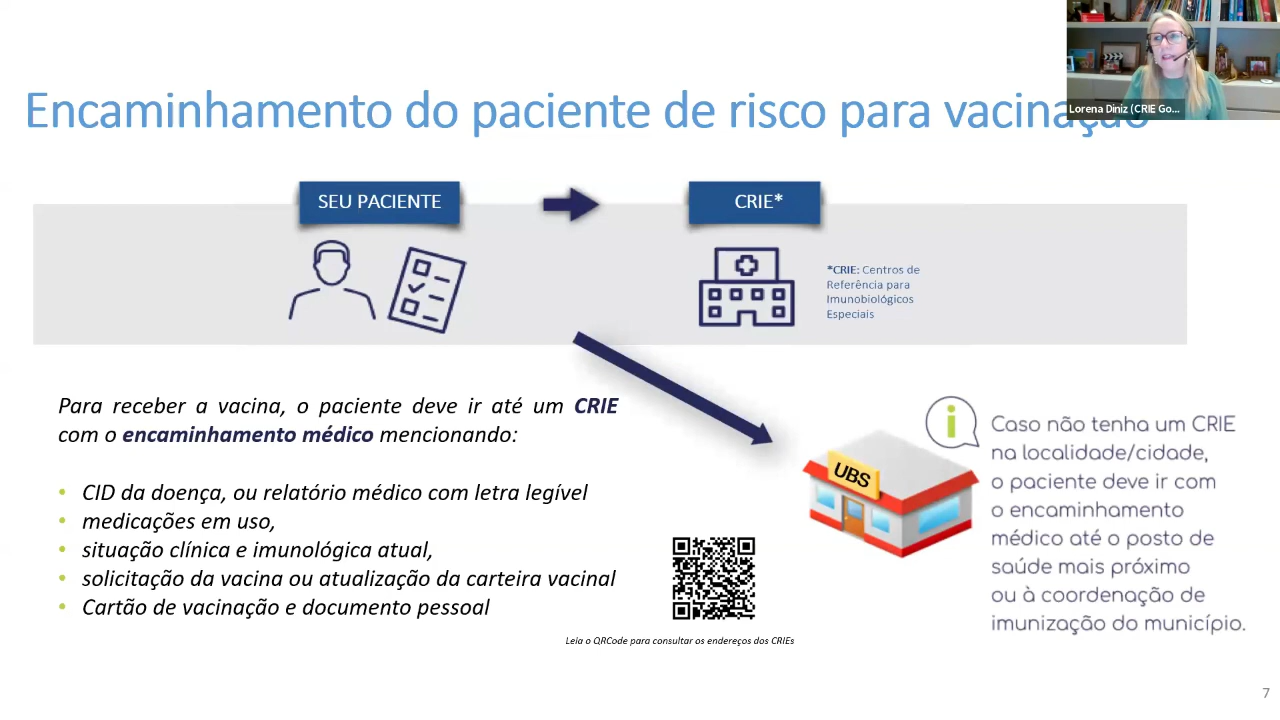 Lorena Diniz (CRIE Go...
Encaminhamento do paciente de risco para vacinação
SEU PACIENTE
CRIE*
*CRIE: Centros de
Referência para
Imunobiológicos
Especiais
Para receber a vacina, o paciente deve ir até um CRIE
com o encaminhamento médico mencionando:
• CID da doença, ou relatório médico com letra legível
• medicações em uso,
• situação clínica e imunológica atual,
• solicitação da vacina ou atualização da carteira vacinal
• Cartão de vacinação e documento pessoal
Leia o QRCode para consultar os endereços dos CRIEs
UBS
i
Caso não tenha um CRIE
na localidade/cidade,
o paciente deve ir com
o encaminhamento
médico até o posto de
saúde mais próximo
ou à coordenação de
imunização do município.
7